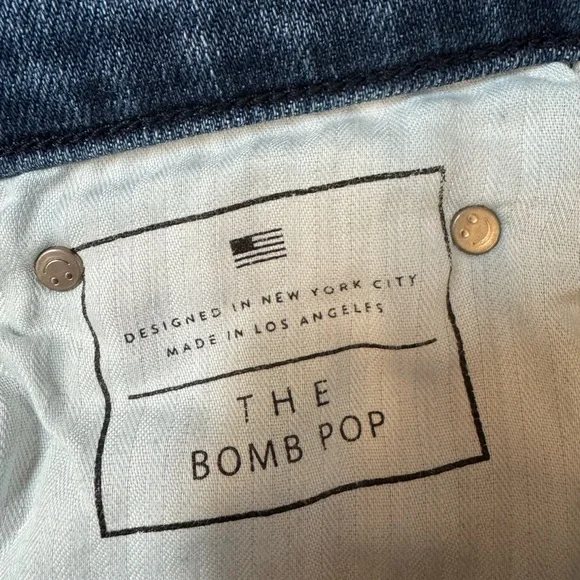 DESIGNED IN NEW YORK CITY
MADE IN LOS ANGELES
THE
BOMB POP